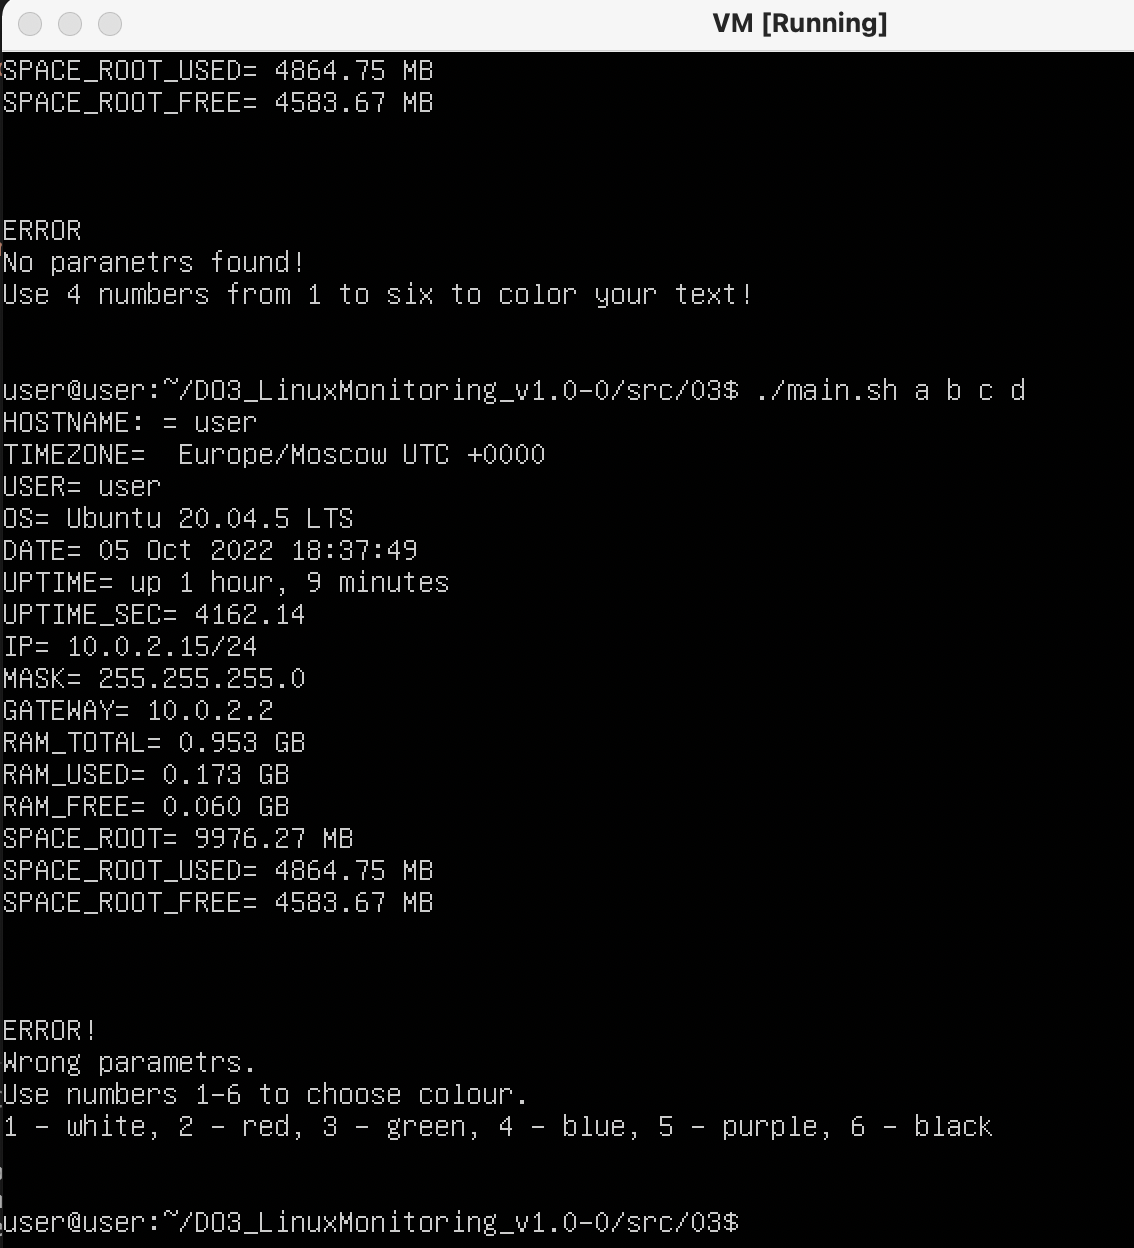 VM [Running]
SPACE_ROOT_USED= 4864.75 MB
SPACE_ROOT_FREE= 4583.67 MB
ERROR
No paranetrs found!
Use 4 numbers from 1 to six to color your text!
user@user:~/DO3_LinuxMonitoring_v1.0-0/src/03$ ./main.sh a b c d
HOSTNAME: = user
TIMEZONE=  Europe/Moscow UTC +0000
USER= user
OS= Ubuntu 20.04.5 LTS
DATE= 05 Oct 2022 18:37:49
UPTIME= up 1 hour, 9 minutes
UPTIME_SEC= 4162.14
IP= 10.0.2.15/24
MASK= 255.255.255.0
GATEWAY= 10.0.2.2
RAM_TOTAL= 0.953 GB
RAM_USED= 0.173 GB
RAM_FREE= 0.060 GB
SPACE_ROOT= 9976.27 MB
SPACE_ROOT_USED= 4864.75 MB
SPACE_ROOT_FREE= 4583.67 MB
ERROR!
Wrong parametrs.
Use numbers 1-6 to choose colour.
1 - white, 2 - red, 3 - green, 4 - blue, 5 - purple, 6 - black
user@user:~/DO3_LinuxMonitoring_v1.0-0/src/03$